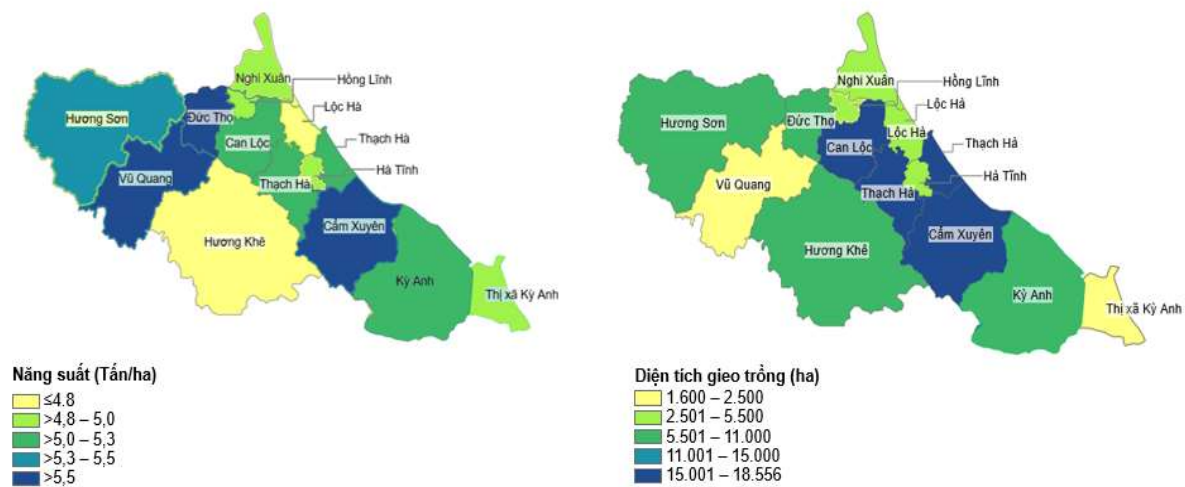 Nghi Xuân
Hồng Lĩnh
Lộc Hà
Hương Sơn
Đức Thọ
Can Lộc
Thạch Hà
Hà Tĩnh
Vũ Quang
Thạch Hà
Hương Khê
Cẩm Xuyên
Kỳ Anh
Thị xã Kỳ Anh
Năng suất (Tấn/ha)
≤4.8
>4,8 – 5,0
>5,0 – 5,3
>5,3 – 5,5
>5,5
Nghi Xuân
Hồng Lĩnh
Lộc Hà
Hương Sơn
Đức Thọ
Lộc Hà
Can Lộc
Thạch Hà
Hà Tĩnh
Vũ Quang
Thạch Hà
Hương Khê
Cẩm Xuyên
Kỳ Anh
Thị xã Kỳ Anh
Diện tích gieo trồng (ha)
1.600 – 2.500
2.501 – 5.500
5.501 – 11.000
11.001 – 15.000
15.001 – 18.556